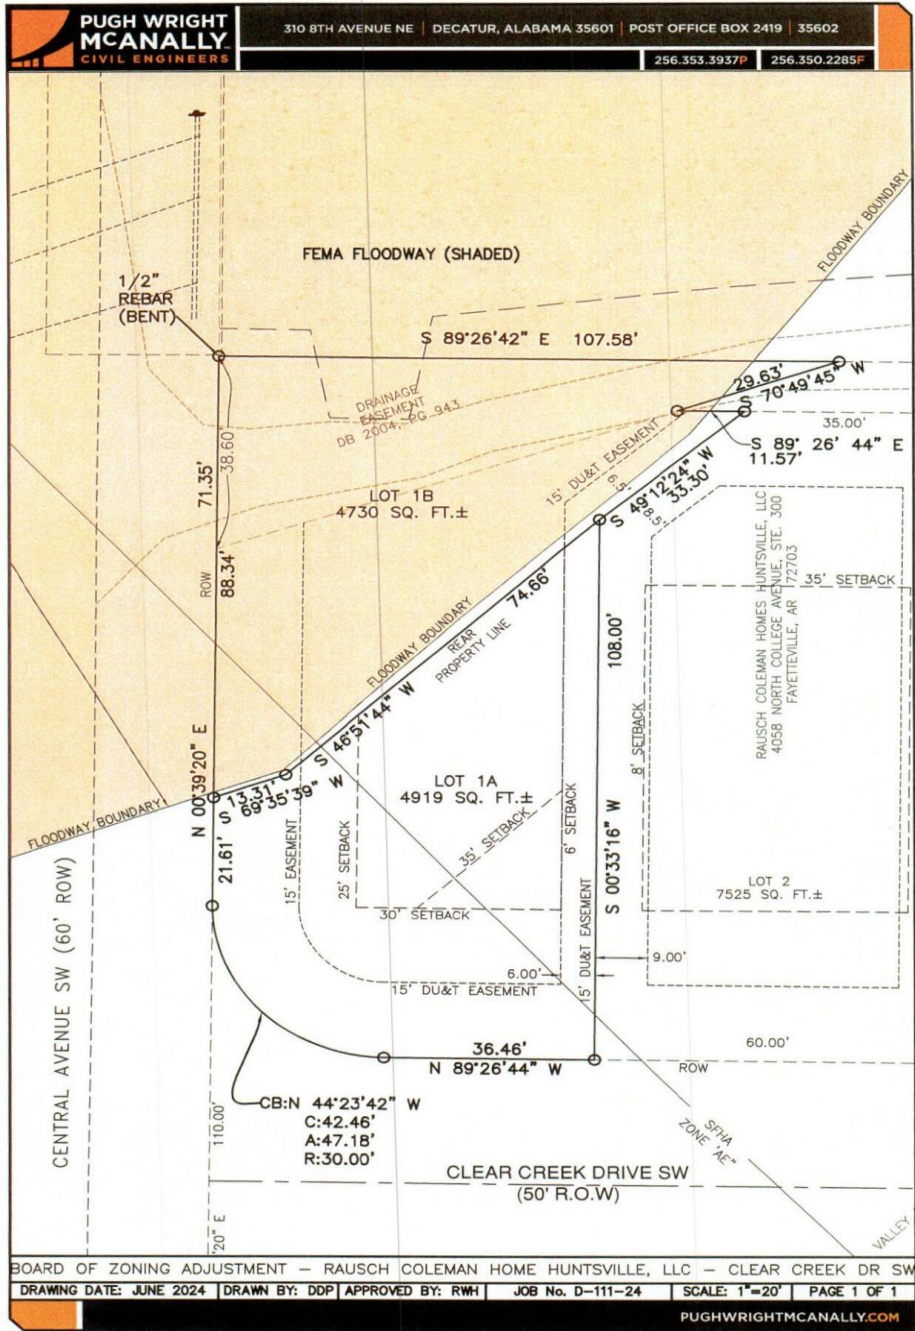 PUGH WRIGHT
MCANALLY
CIVIL ENGINEERS
310 8TH AVENUE NE | DECATUR, ALABAMA 35601 | POST OFFICE BOX 2419 | 35602
256.353.3937P
256.350.2285F
FLOODWAY BOUNDARY
FEMA FLOODWAY (SHADED)
1/2"
REBAR
(BENT)
S 89°26'42" E 107.58'
29.63'
S 70°49'45" W
DRAINAGE
EASEMENT
DB 2004, PG 943
35.00'
S 89° 26' 44" E
11.57'
38.60'
71.35'
15' DU&T EASEMENT
6.5'
8.5'
S 49°12'24" W
33.30'
LOT 1B
4730 SQ. FT.±
ROW
88.34'
74.66'
FLOODWAY BOUNDARY
REAR
PROPERTY LINE
S 46°51'44" W
108.00'
35' SETBACK
RAUSCH COLEMAN HOMES HUNTSVILLE, LLC
4058 NORTH COLLEGE AVENUE, STE. 300
FAYETTEVILLE, AR 72703
8' SETBACK
N 00°39'20" E
13.31'
S 69°35'39" W
LOT 1A
4919 SQ. FT.±
6' SETBACK
S 00°33'16" W
FLOODWAY BOUNDARY
21.61'
15' EASEMENT
25' SETBACK
35' SETBACK
30' SETBACK
LOT 2
7525 SQ. FT.±
CENTRAL AVENUE SW (60' ROW)
15' DU&T EASEMENT
9.00'
6.00'
15' DU&T EASEMENT
36.46'
N 89°26'44" W
60.00'
ROW
CB:N 44°23'42" W
C:42.46'
A:47.18'
R:30.00'
110.00'
SFHA
ZONE "AE"
CLEAR CREEK DRIVE SW
(50' R.O.W)
'20" E
VALLEY
BOARD OF ZONING ADJUSTMENT – RAUSCH COLEMAN HOME HUNTSVILLE, LLC – CLEAR CREEK DR SW
DRAWING DATE: JUNE 2024 DRAWN BY: DDP APPROVED BY: RWH JOB No. D-111-24 SCALE: 1"=20' PAGE 1 OF 1
PUGHWRIGHTMCANALLY.COM